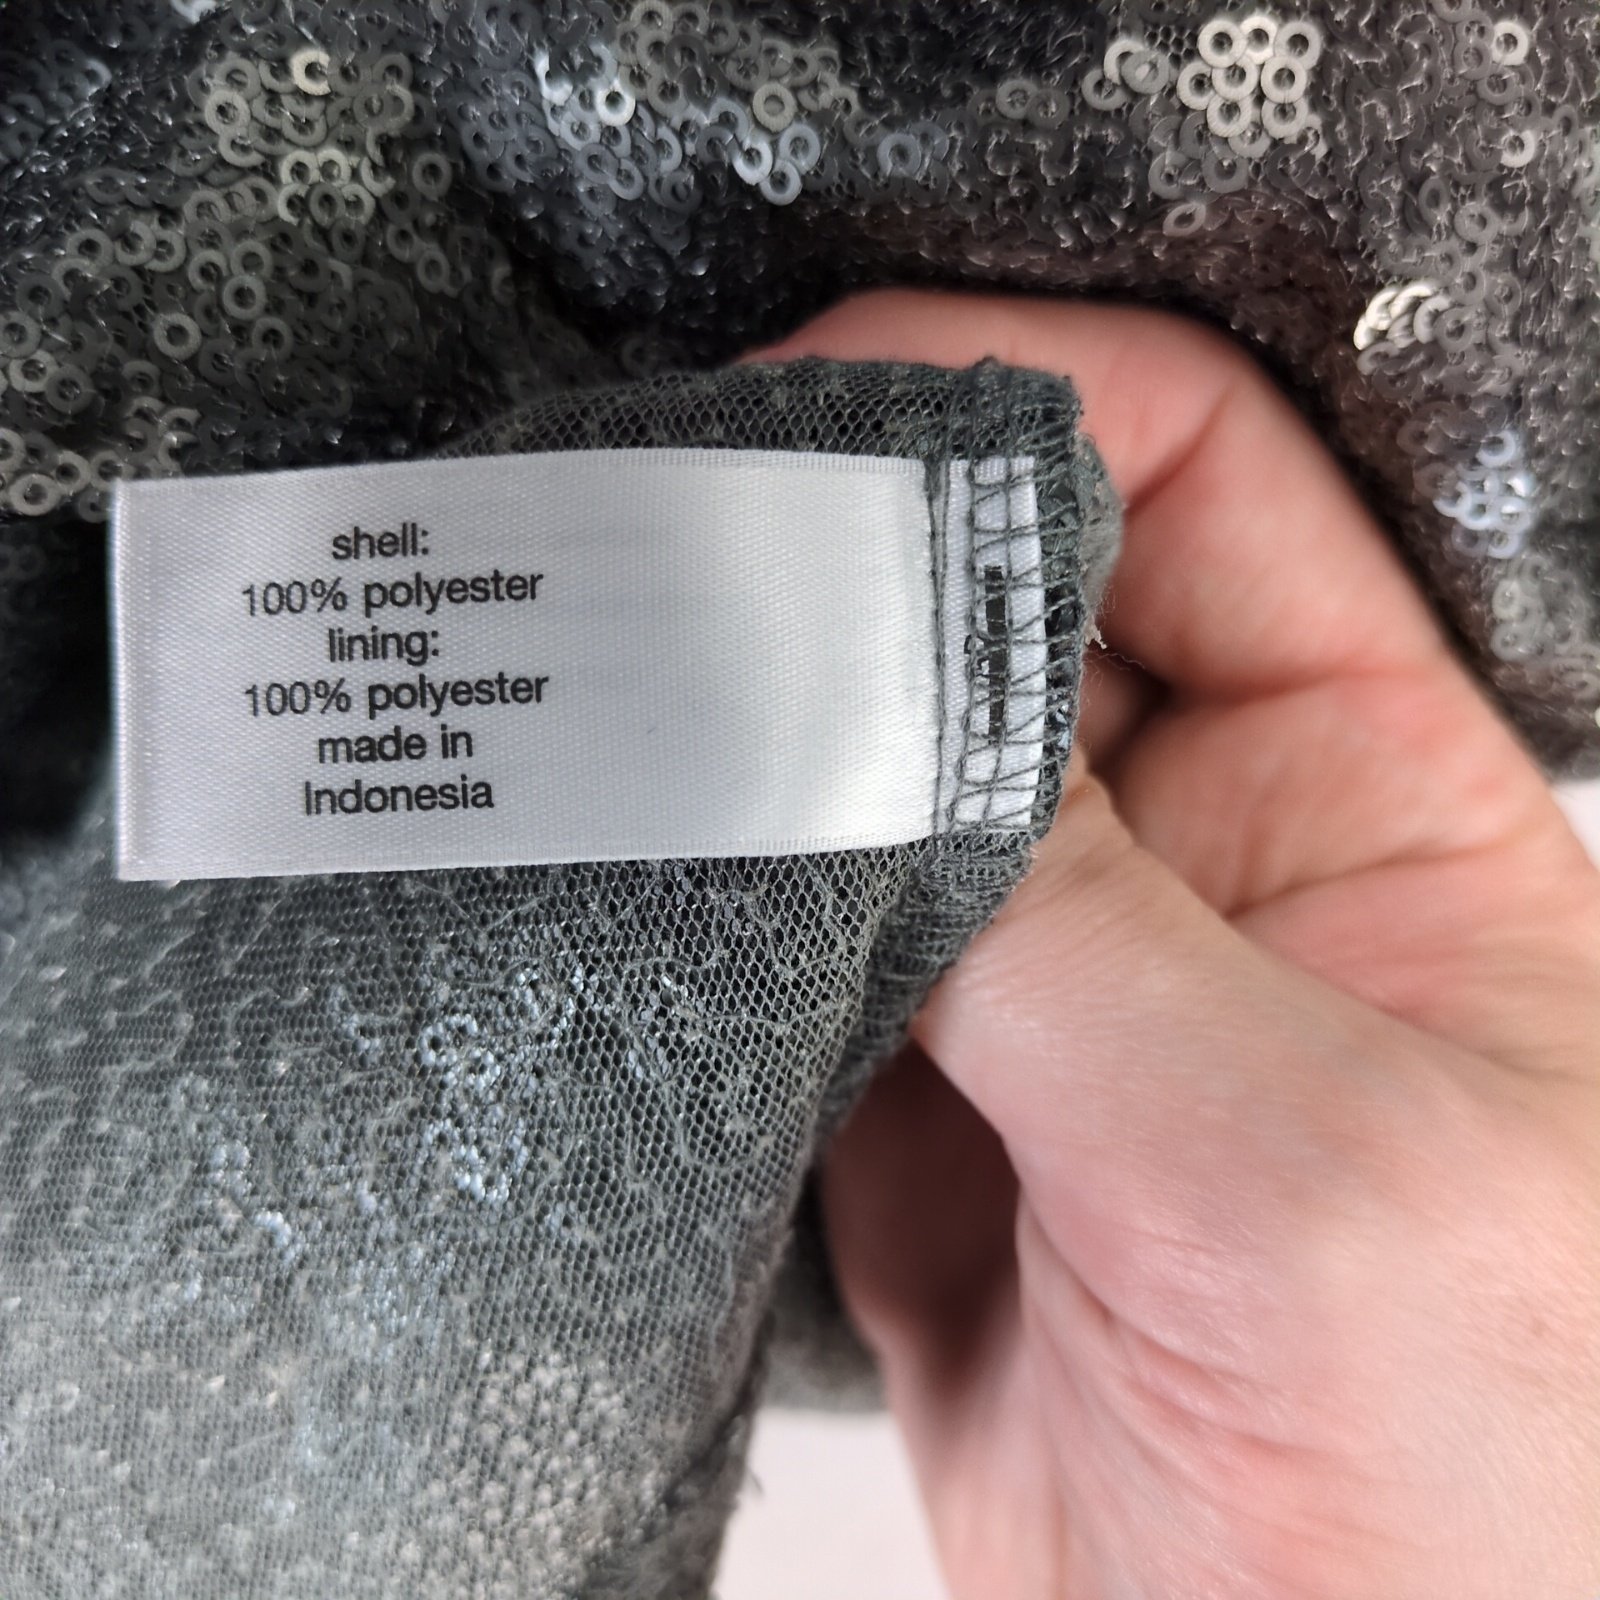 shell:
100% polyester
lining:
100% polyester
made in
Indonesia